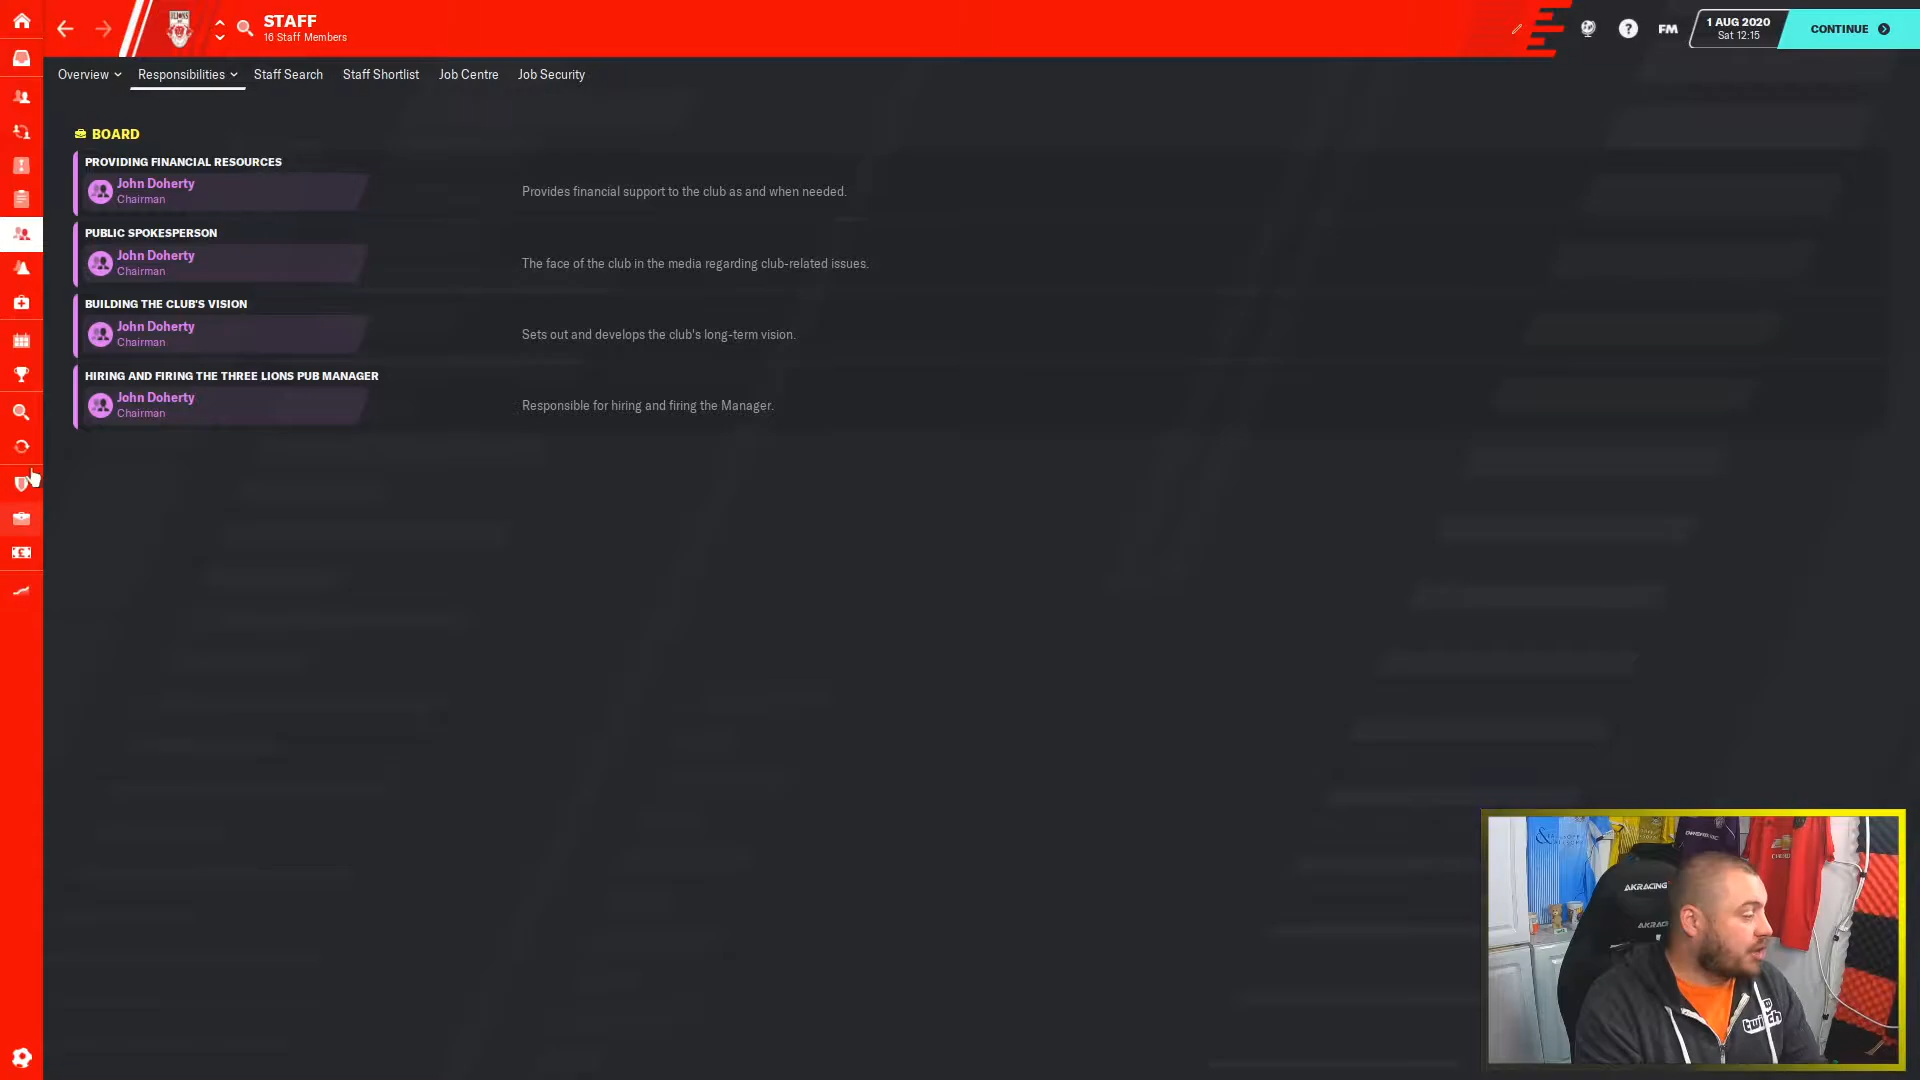 STAFF
16 Staff Members
FM
1 AUG 2020
Sat 12:15
CONTINUE
Overview
Responsibilities
Staff Search
Staff Shortlist
Job Centre
Job Security
BOARD
PROVIDING FINANCIAL RESOURCES
John Doherty
Chairman
Provides financial support to the club as and when needed.
PUBLIC SPOKESPERSON
John Doherty
Chairman
The face of the club in the media regarding club-related issues.
BUILDING THE CLUB'S VISION
John Doherty
Chairman
Sets out and develops the club's long-term vision.
HIRING AND FIRING THE THREE LIONS PUB MANAGER
John Doherty
Chairman
Responsible for hiring and firing the Manager.
AKRACING
twitch